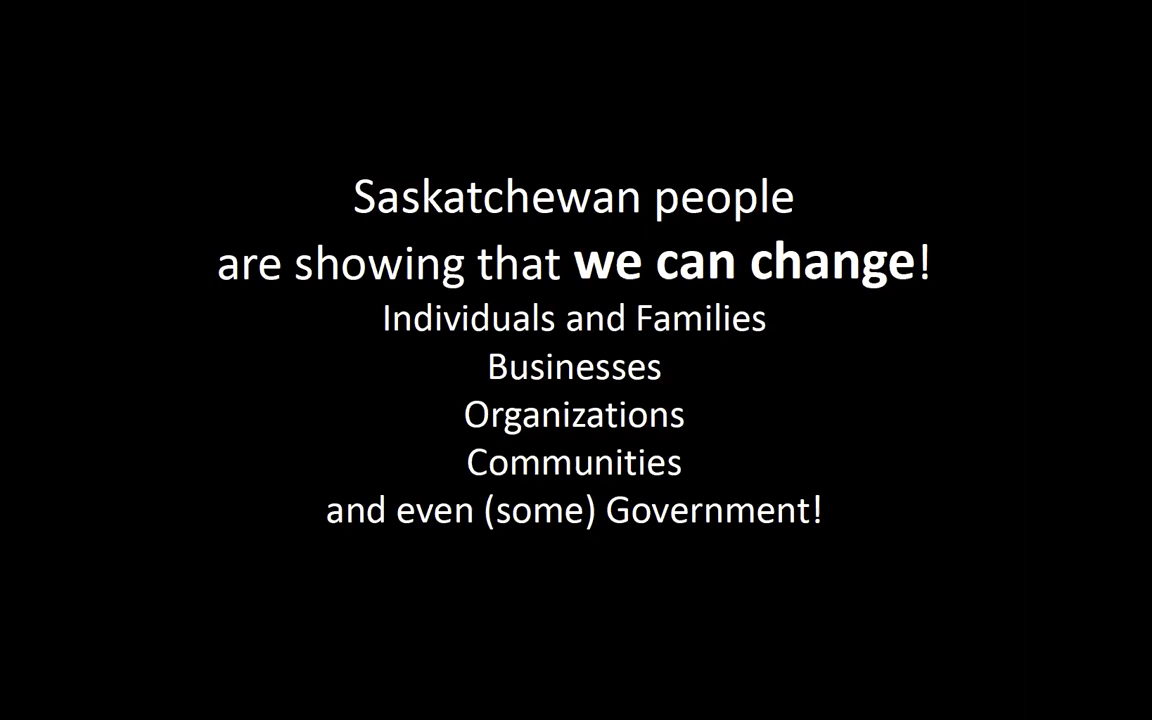 Saskatchewan people
are showing that we can change!
Individuals and Families
Businesses
Organizations
Communities
and even (some) Government!